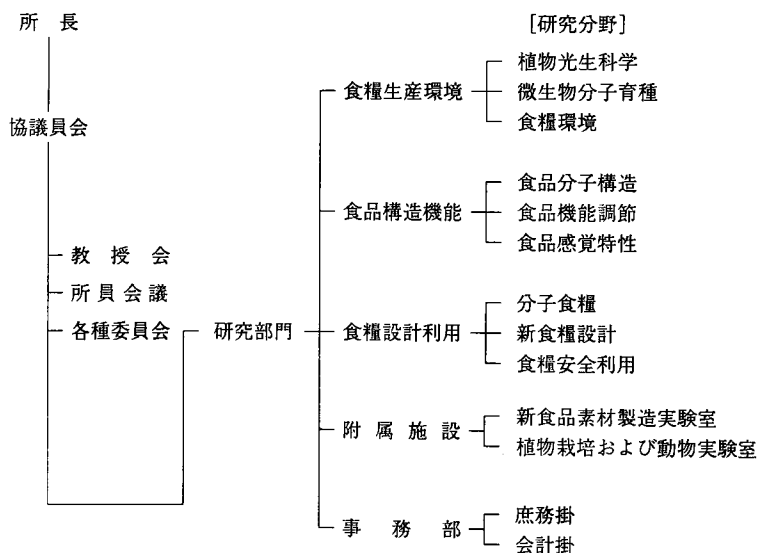 所長
[研究分野]
植物光生科学
食糧生産環境
微生物分子育種
食糧環境
協議員会
食品分子構造
食品構造機能
食品機能調節
食品感覚特性
教授会
所員会議
各種委員会
研究部門
分子食糧
食糧設計利用
新食糧設計
食糧安全利用
附属施設
新食品素材製造実験室
植物栽培および動物実験室
事務部
庶務掛
会計掛